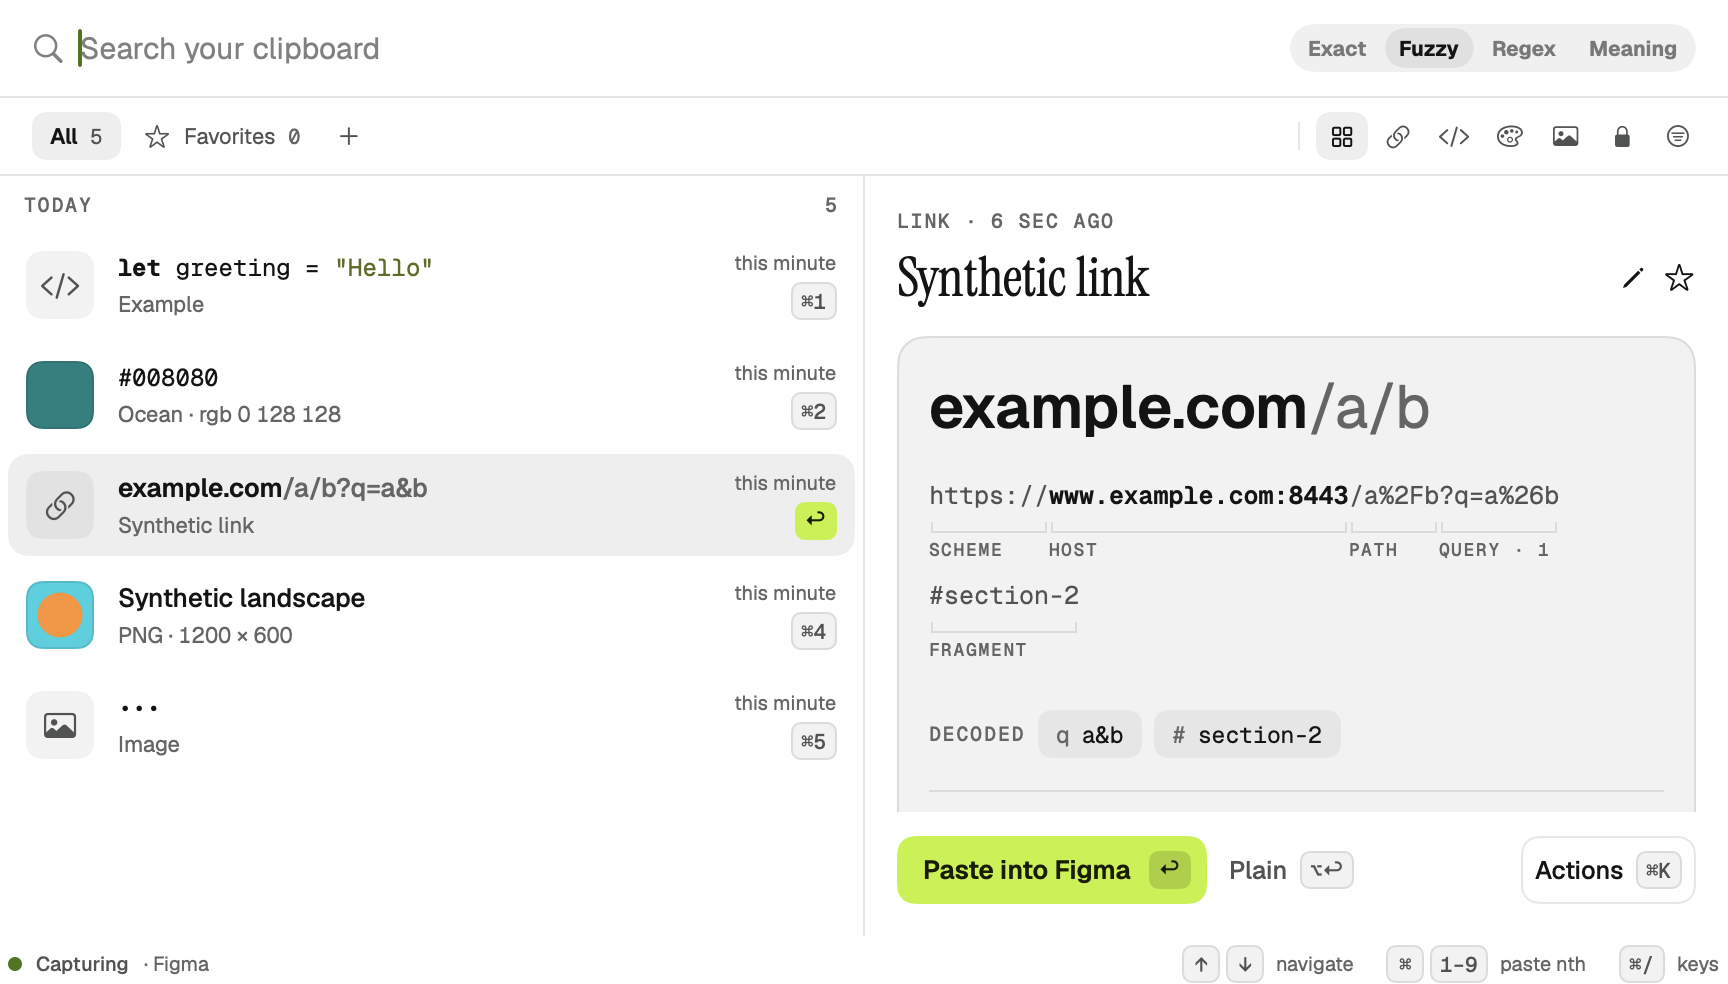 Search your clipboard
Exact Fuzzy Regex Meaning
All 5 Favorites 0
TODAY 5
let greeting = "Hello" this minute
Example ⌘1
#008080 this minute
Ocean · rgb 0 128 128 ⌘2
example.com/a/b?q=a&b this minute
Synthetic link
Synthetic landscape this minute
PNG · 1200 × 600 ⌘4
... this minute
Image ⌘5
LINK · 6 SEC AGO
Synthetic link
example.com/a/b
https://www.example.com:8443/a%2Fb?q=a%26b
SCHEME HOST PATH QUERY · 1
#section-2
FRAGMENT
DECODED q a&b # section-2
Paste into Figma ↩ Plain ⌥↩ Actions ⌘K
Capturing · Figma ↑ ↓ navigate ⌘ 1-9 paste nth ⌘/ keys